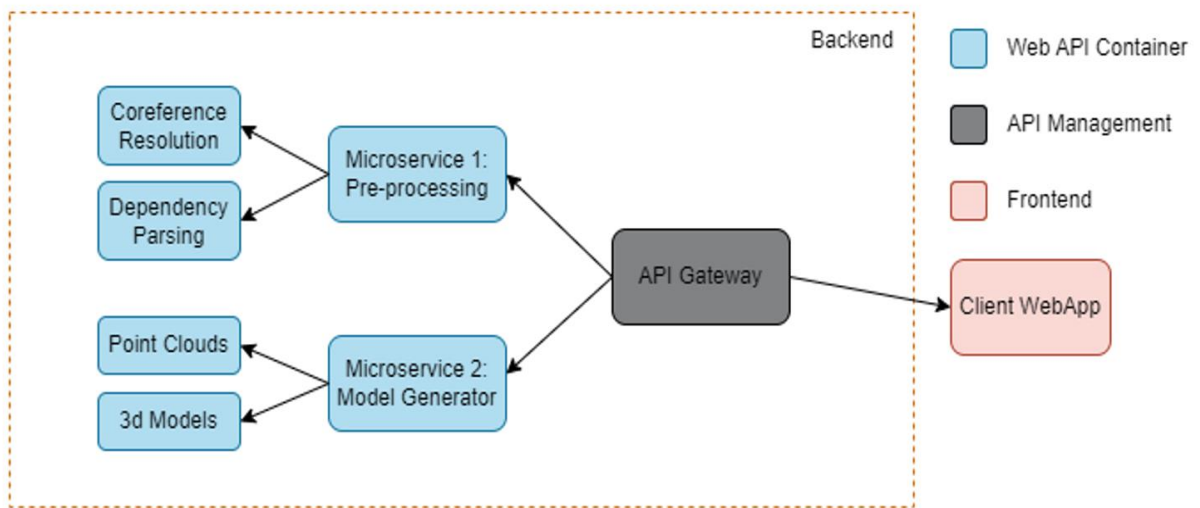 Backend
Coreference
Resolution
Dependency
Parsing
Microservice 1:
Pre-processing
Point Clouds
3d Models
Microservice 2:
Model Generator
API Gateway
Client WebApp
Web API Container
API Management
Frontend